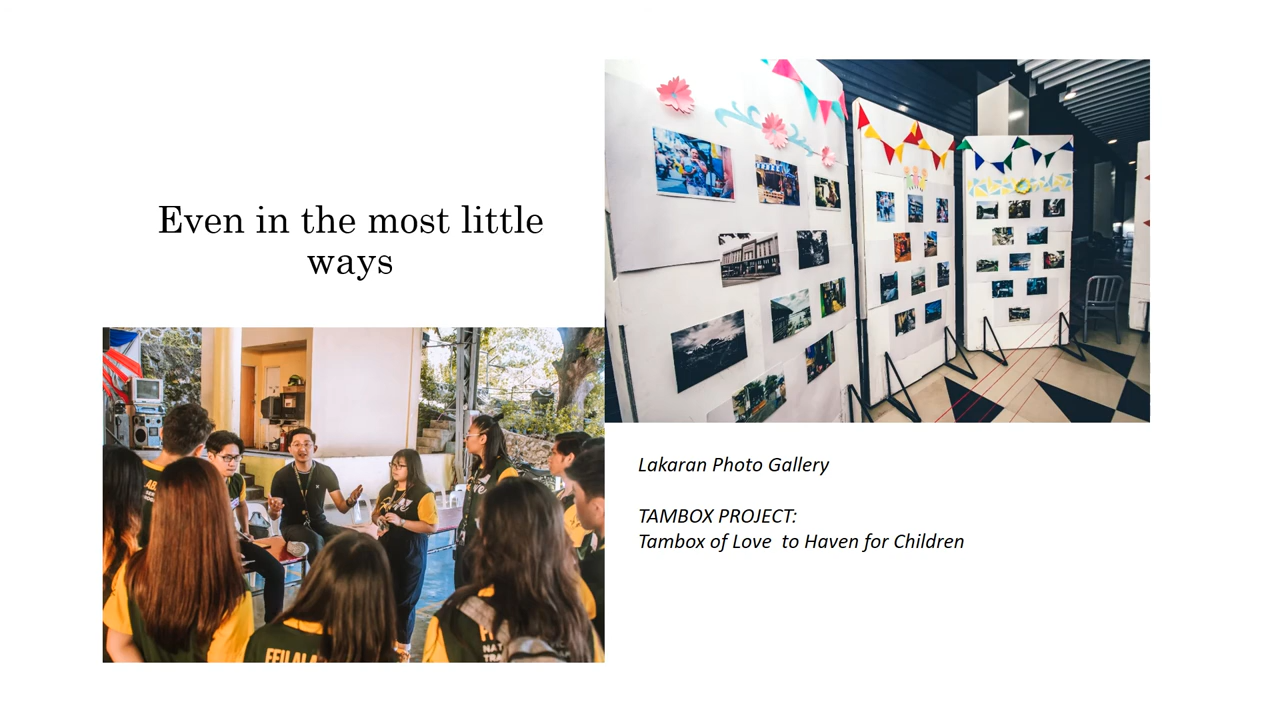 Even in the most little
ways
Lakaran Photo Gallery
TAMBOX PROJECT:
Tambox of Love to Haven for Children